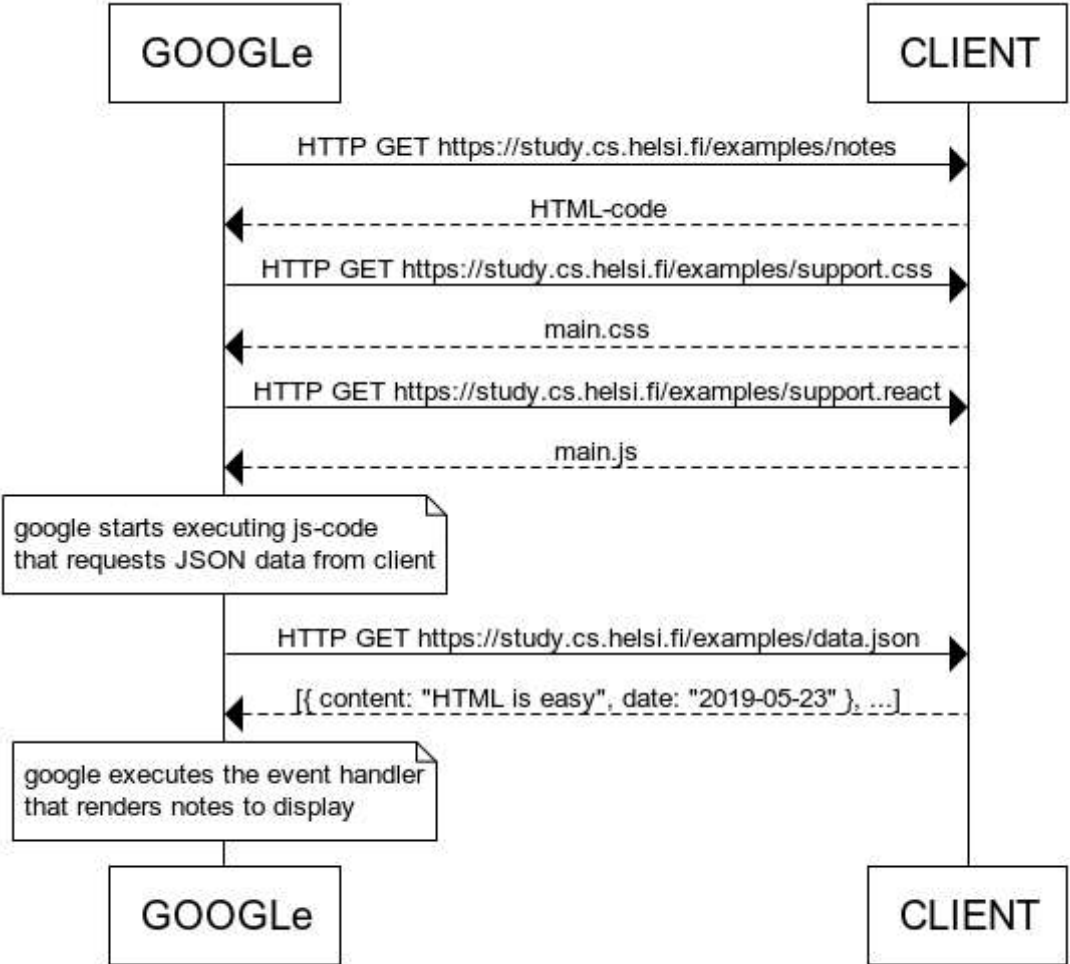 GOOGLe
CLIENT
HTTP GET https://study.cs.helsi.fi/examples/notes
HTML-code
HTTP GET https://study.cs.helsi.fi/examples/support.css
main.css
HTTP GET https://study.cs.helsi.fi/examples/support.react
main.js
google starts executing js-code
that requests JSON data from client
HTTP GET https://study.cs.helsi.fi/examples/data.json
[{ content: "HTML is easy", date: "2019-05-23" }, ...]
google executes the event handler
that renders notes to display
GOOGLe
CLIENT